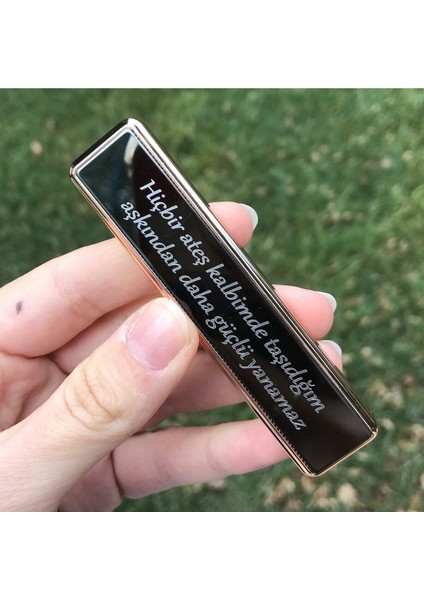 Hiçbir ateş kalbimde taşıdığım
aşkından daha güçlü yanamaz